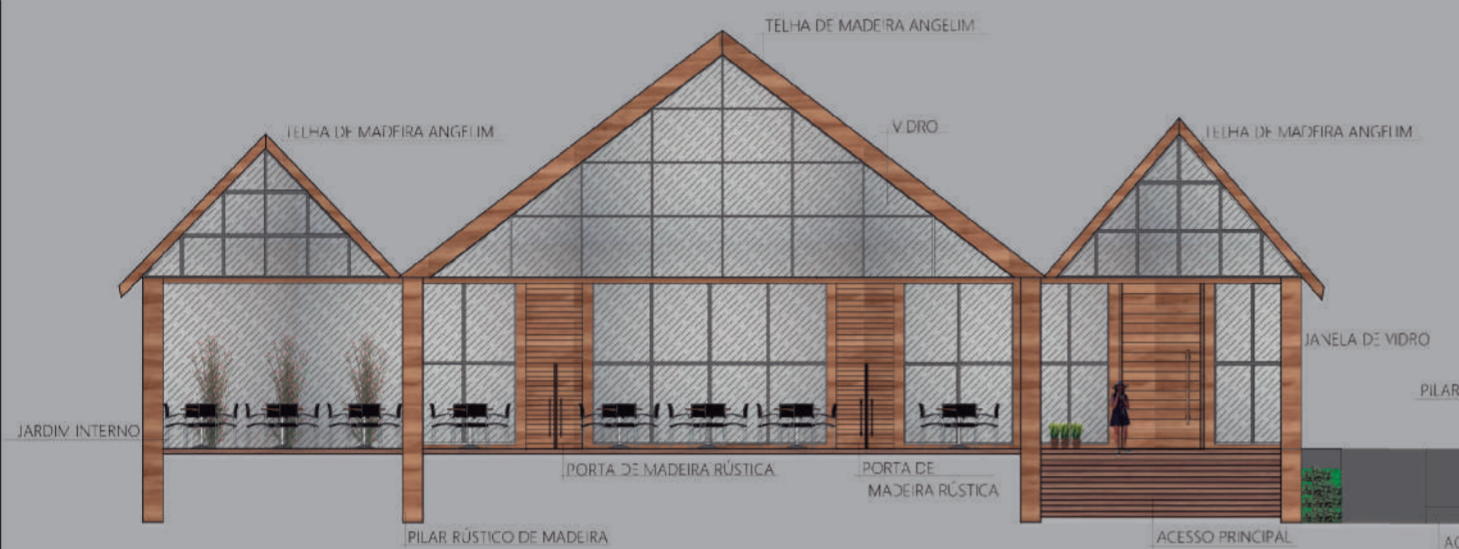 TELHA DE MADEIRA ANGELIM
TELHA DE MADEIRA ANGELIM
VIDRO
TELHA DE MADEIRA ANGELIM
JANELA DE VIDRO
PILAR
JARDIM INTERNO
PORTA DE MADEIRA RÚSTICA
PORTA DE
MADEIRA RÚSTICA
PILAR RÚSTICO DE MADEIRA
ACESSO PRINCIPAL